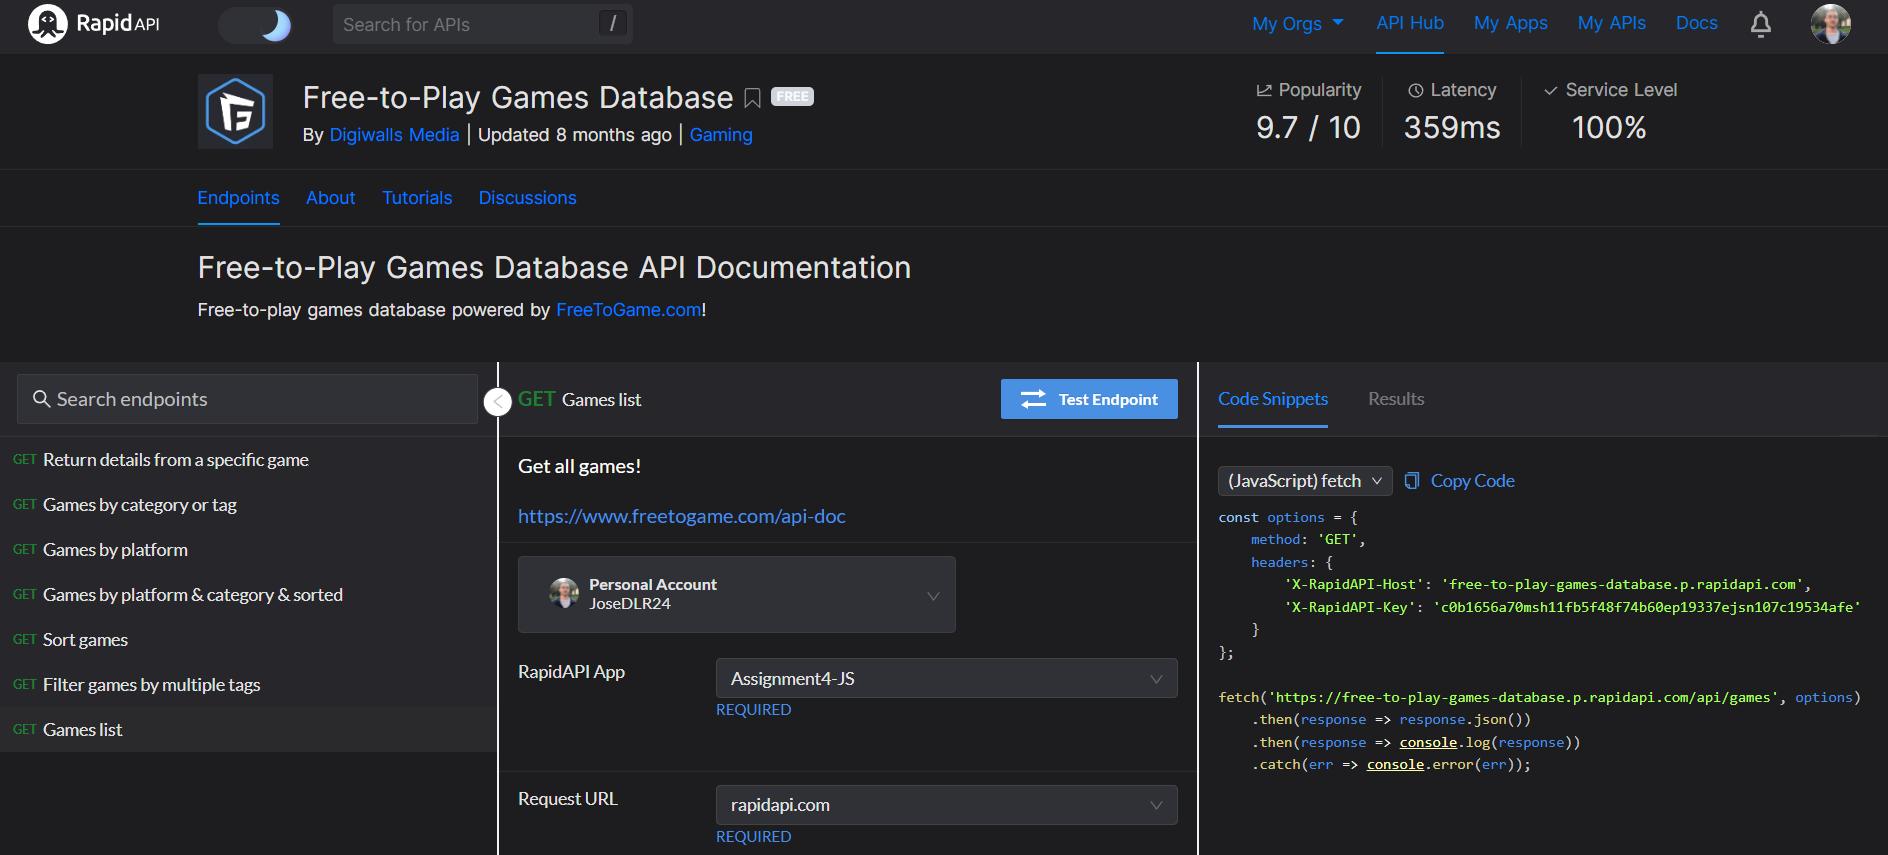 RapidAPI
Search for APIs /
My Orgs API Hub My Apps My APIs Docs
Free-to-Play Games Database FREE
By Digiwalls Media | Updated 8 months ago | Gaming
Popularity Latency Service Level
9.7 / 10 359ms 100%
Endpoints About Tutorials Discussions
Free-to-Play Games Database API Documentation
Free-to-play games database powered by FreeToGame.com!
Search endpoints
GET Return details from a specific game
GET Games by category or tag
GET Games by platform
GET Games by platform & category & sorted
GET Sort games
GET Filter games by multiple tags
GET Games list
GET Games list Test Endpoint
Get all games!
https://www.freetogame.com/api-doc
Personal Account
JoseDLR24
RapidAPI App Assignment4-JS
REQUIRED
Request URL rapidapi.com
REQUIRED
Code Snippets Results
(JavaScript) fetch Copy Code
const options = {
method: 'GET',
headers: {
'X-RapidAPI-Host': 'free-to-play-games-database.p.rapidapi.com',
'X-RapidAPI-Key': 'c0b1656a70msh11fb5f48f74b60ep19337ejsn107c19534afe'
}
};
fetch('https://free-to-play-games-database.p.rapidapi.com/api/games', options)
.then(response => response.json())
.then(response => console.log(response))
.catch(err => console.error(err));